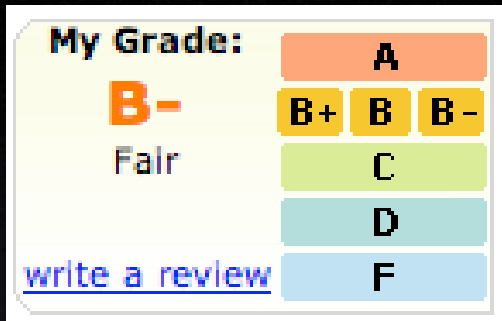 My Grade:
B-
Fair
write a review
A
B+ B B-
C
D
F